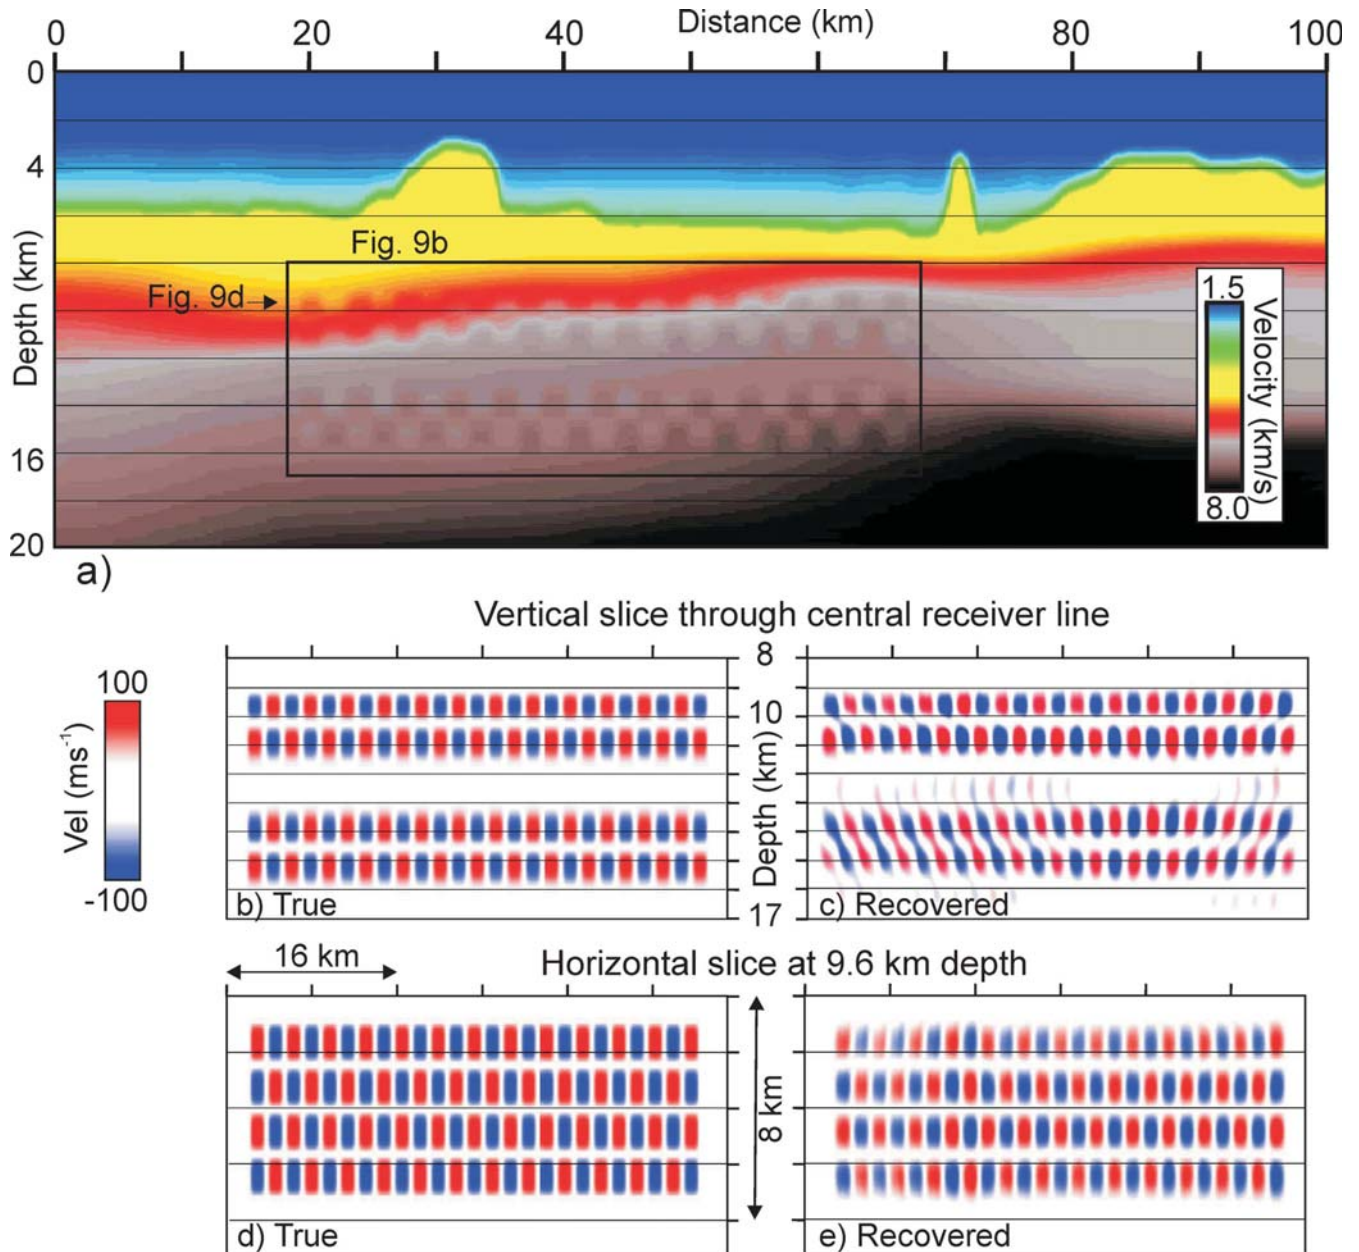 Distance (km)
0 20 40 80 100
0
4
16
20
Depth (km)
Fig. 9b
Fig. 9d
1.5
Velocity (km/s)
8.0
a)
Vertical slice through central receiver line
100
Vel (ms⁻¹)
-100
8
10
Depth (km)
17
b) True
c) Recovered
16 km
Horizontal slice at 9.6 km depth
8 km
d) True
e) Recovered